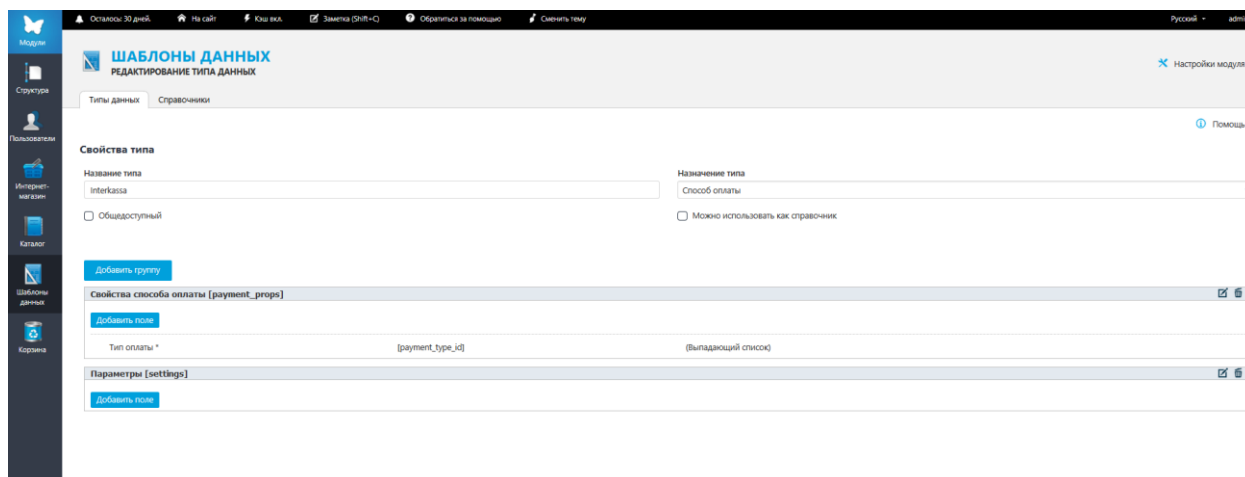 Осталось: 30 дней. На сайт Кэш вкл. Заметка (Shift+C) Обратиться за помощью Сменить тему Русский admi
Модули
ШАБЛОНЫ ДАННЫХ
РЕДАКТИРОВАНИЕ ТИПА ДАННЫХ
Настройки модуля
Структура
Типы данных Справочники
Пользователи
Помощь
Свойства типа
Название типа Назначение типа
Interkassa Способ оплаты
Интернет-
магазин
Общедоступный Можно использовать как справочник
Каталог
Добавить группу
Шаблоны
данных
Свойства способа оплаты [payment_props]
Добавить поле
Корзина
Тип оплаты * [payment_type_id] (Выпадающий список)
Параметры [settings]
Добавить поле